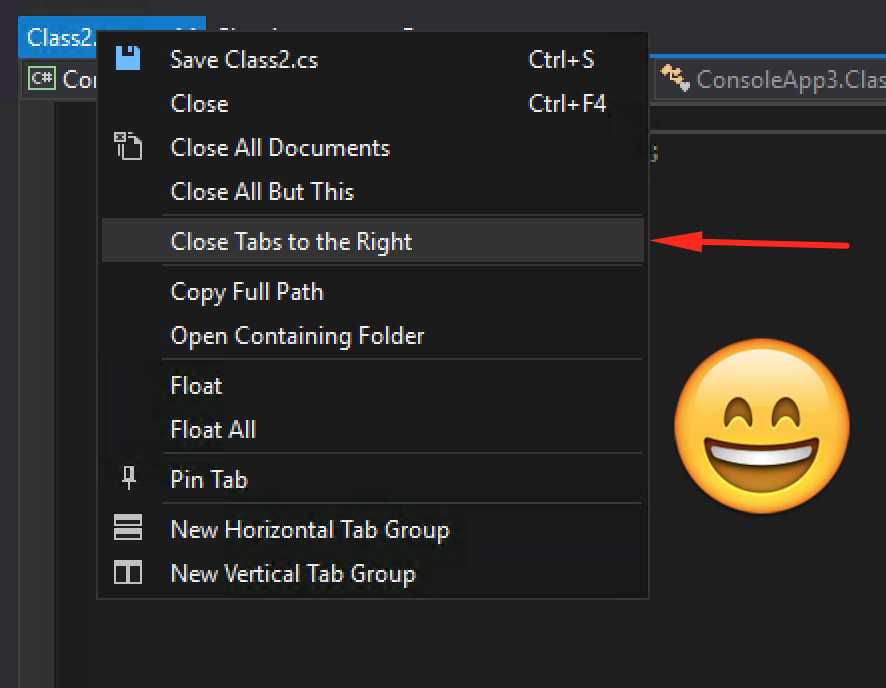 Class2.
C# Con
ConsoleApp3.Clas
;
Save Class2.cs Ctrl+S
Close Ctrl+F4
Close All Documents
Close All But This
Close Tabs to the Right
Copy Full Path
Open Containing Folder
Float
Float All
Pin Tab
New Horizontal Tab Group
New Vertical Tab Group